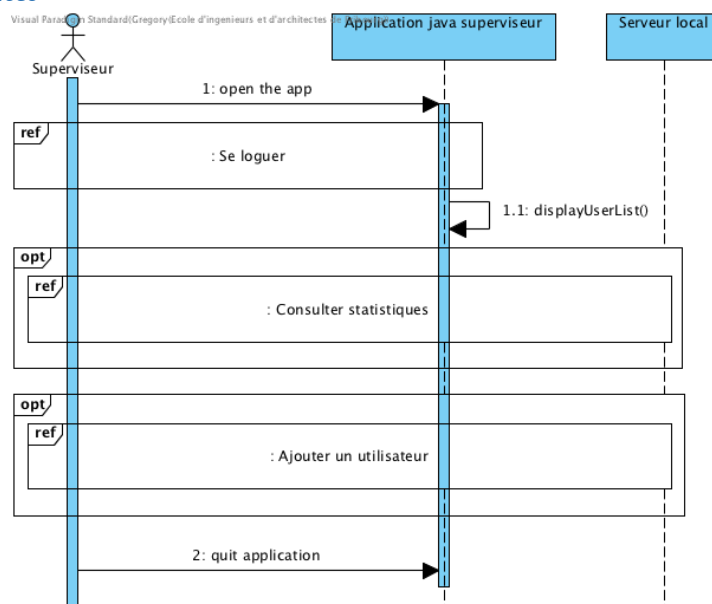 Visual Paradigm Standard(Gregory(Ecole d'ingenieurs et d'architectes de
Application java superviseur
Serveur local
Superviseur
1: open the app
ref
: Se loguer
1.1: displayUserList()
opt
ref
: Consulter statistiques
opt
ref
: Ajouter un utilisateur
2: quit application